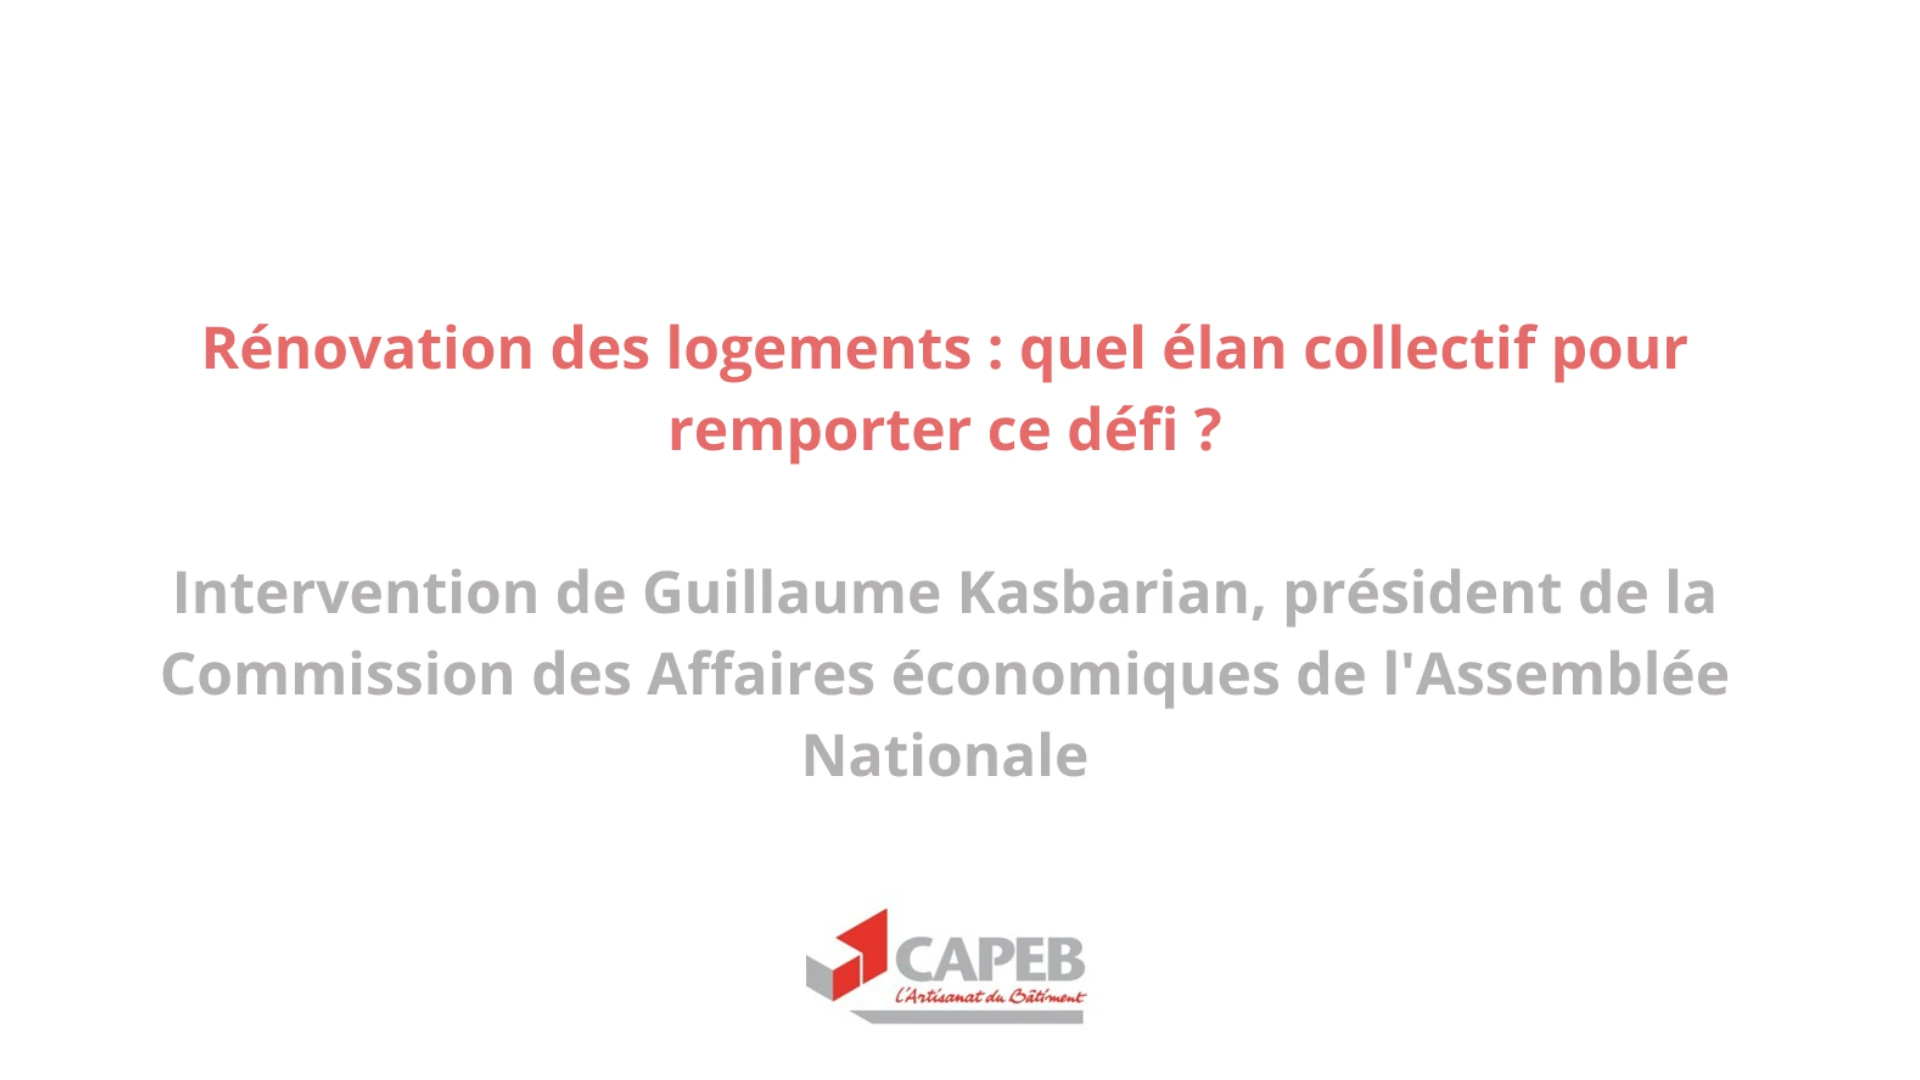 Rénovation des logements : quel élan collectif pour
remporter ce défi ?
Intervention de Guillaume Kasbarian, président de la
Commission des Affaires économiques de l'Assemblée
Nationale
CAPEB
L'Artisanat du Bâtiment